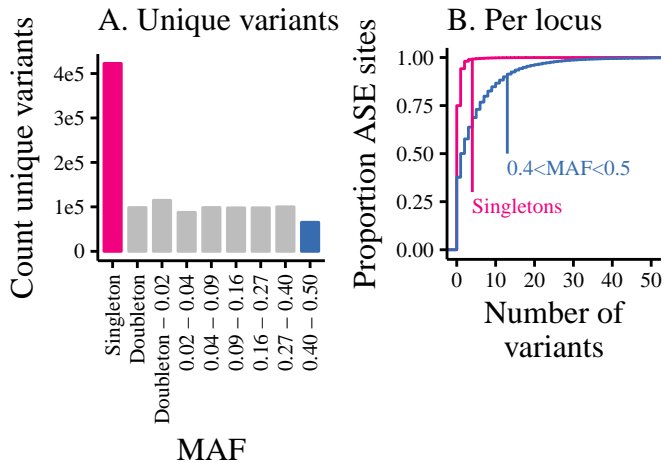 A. Unique variants
Count unique variants
4e5
2e5
1e5
0
Singleton
Doubleton
Doubleton − 0.02
0.02 − 0.04
0.04 − 0.09
0.09 − 0.16
0.16 − 0.27
0.27 − 0.40
0.40 − 0.50
MAF
B. Per locus
Proportion ASE sites
1.00
0.75
0.50
0.25
0.00
0.4<MAF<0.5
Singletons
0 10 20 30 40 50
Number of
variants